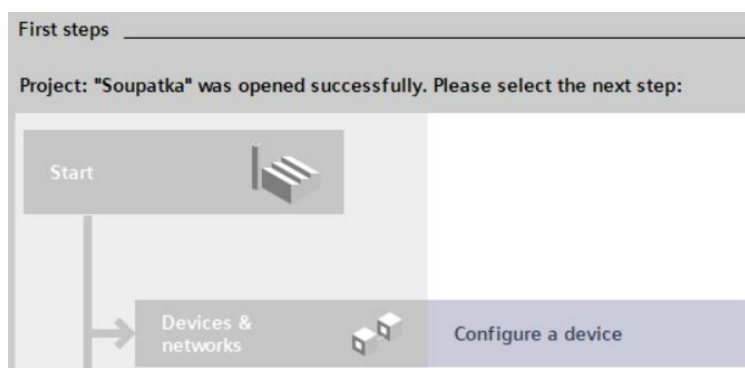 First steps
Project: "Soupatka" was opened successfully. Please select the next step:
Start
Devices &
networks
Configure a device